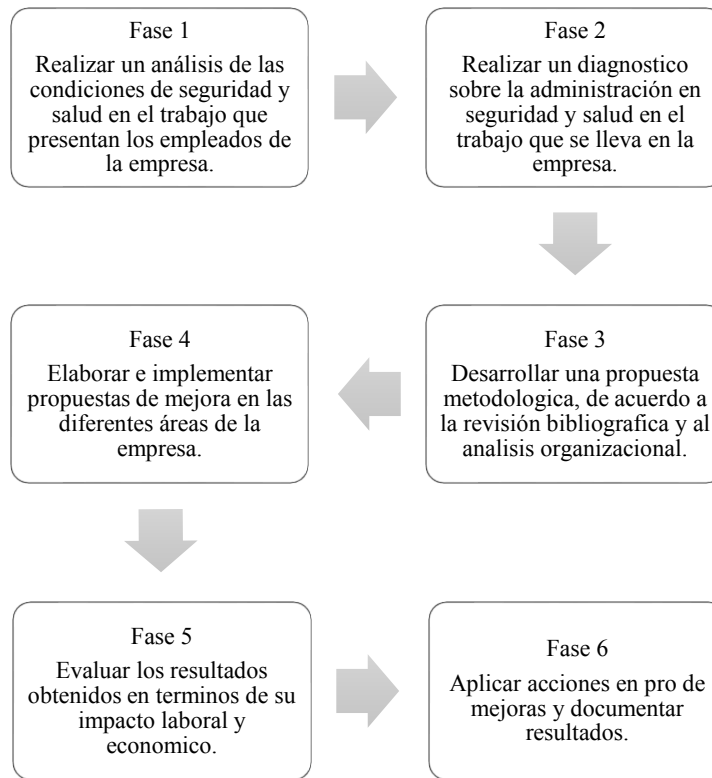 Fase 1
Realizar un análisis de las
condiciones de seguridad y
salud en el trabajo que
presentan los empleados de
la empresa.
Fase 2
Realizar un diagnostico
sobre la administración en
seguridad y salud en el
trabajo que se lleva en la
empresa.
Fase 3
Desarrollar una propuesta
metodologica, de acuerdo a
la revisión bibliografica y al
analisis organizacional.
Fase 4
Elaborar e implementar
propuestas de mejora en las
diferentes áreas de la
empresa.
Fase 5
Evaluar los resultados
obtenidos en terminos de su
impacto laboral y
economico.
Fase 6
Aplicar acciones en pro de
mejoras y documentar
resultados.